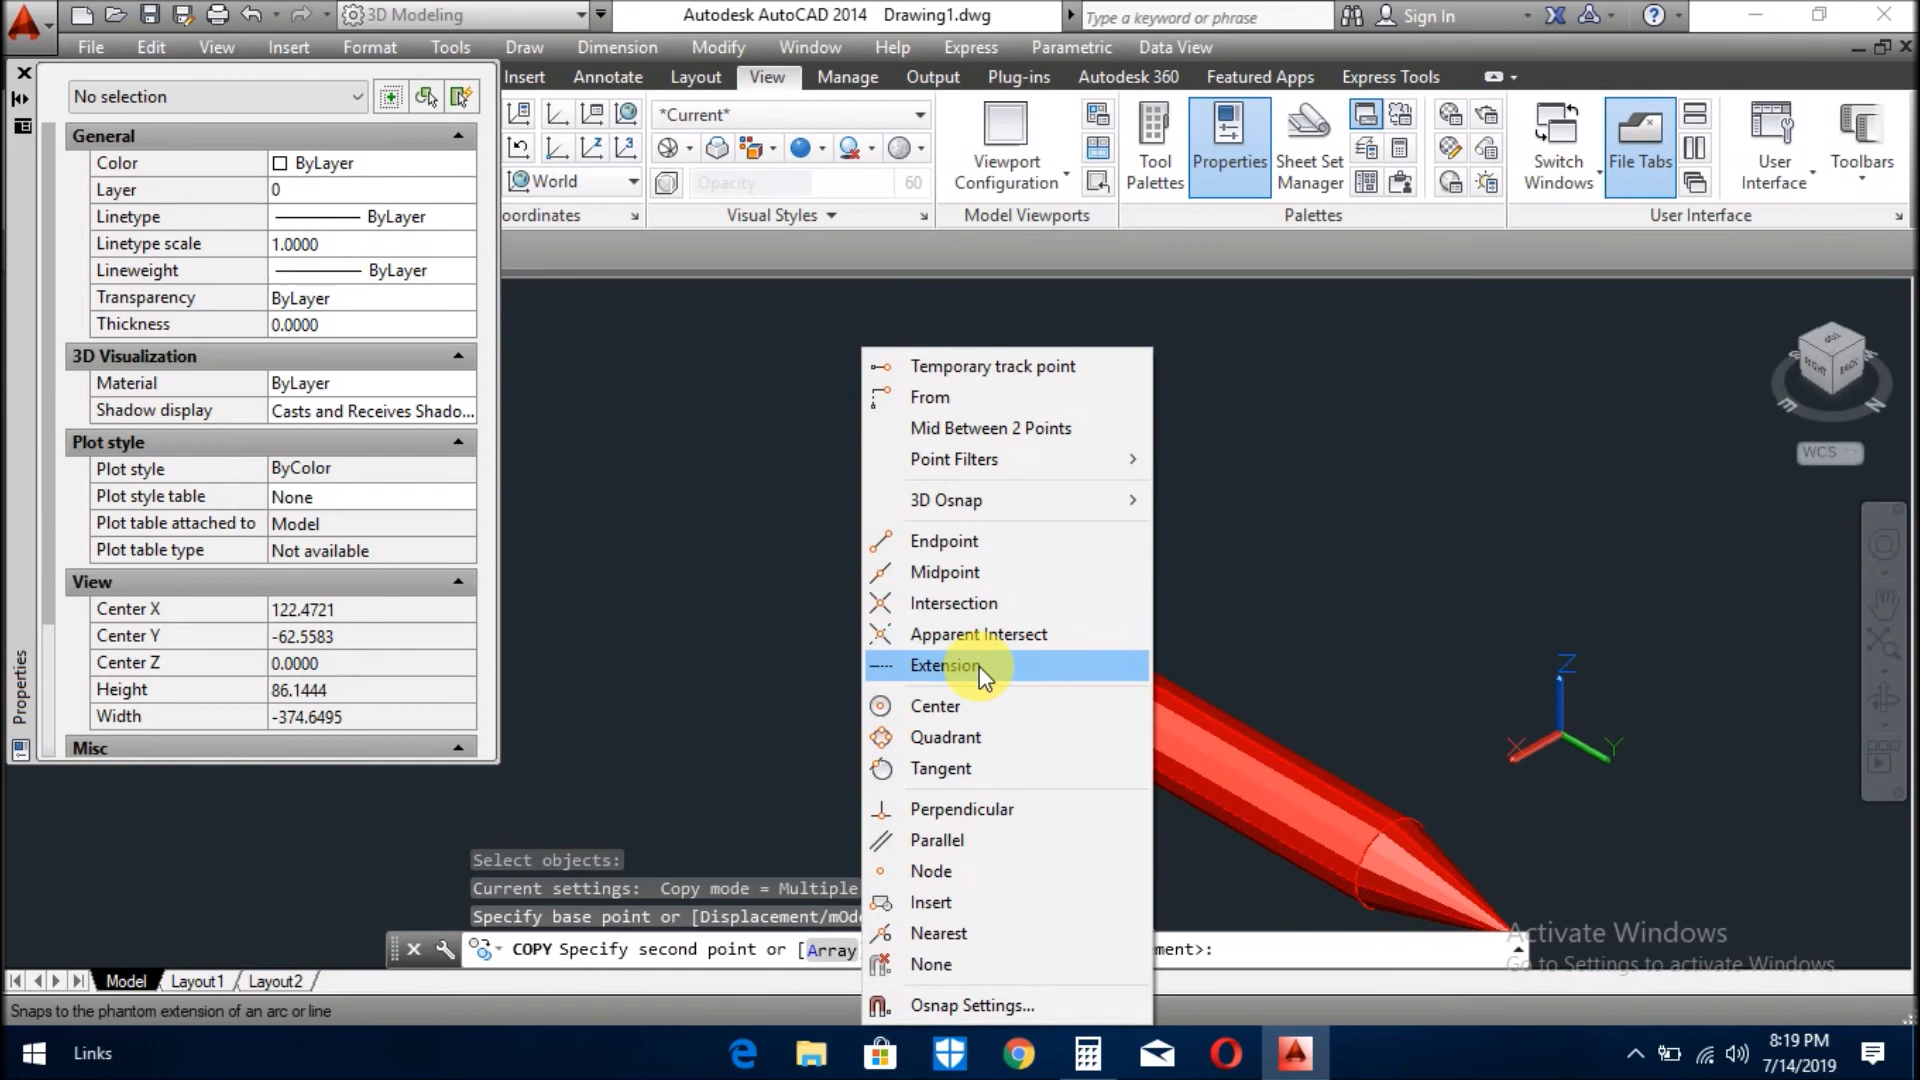 3D Modeling
Autodesk AutoCAD 2014 Drawing1.dwg
Type a keyword or phrase
Sign In
File Edit View Insert Format Tools Draw Dimension Modify Window Help Express Parametric Data View
Insert Annotate Layout View Manage Output Plug-ins Autodesk 360 Featured Apps Express Tools
No selection
General
Color ByLayer
Layer 0
Linetype ByLayer
Linetype scale 1.0000
Lineweight ByLayer
Transparency ByLayer
Thickness 0.0000
3D Visualization
Material ByLayer
Shadow display Casts and Receives Shado...
Plot style
Plot style ByColor
Plot style table None
Plot table attached to Model
Plot table type Not available
View
Center X 122.4721
Center Y -62.5583
Center Z 0.0000
Height 86.1444
Width -374.6495
Misc
Properties
World
oordinates
*Current*
Opacity 60
Visual Styles
Viewport
Configuration
Model Viewports
Tool
Palettes
Properties
Sheet Set
Manager
Palettes
Switch
Windows
File Tabs
User
Interface
Toolbars
User Interface
Temporary track point
From
Mid Between 2 Points
Point Filters
3D Osnap
Endpoint
Midpoint
Intersection
Apparent Intersect
Extension
Center
Quadrant
Tangent
Perpendicular
Parallel
Node
Insert
Nearest
None
Osnap Settings...
RIGHT
BACK
E
N
WCS
Z
X
Y
Select objects:
Current settings: Copy mode = Multiple
Specify base point or [Displacement/mOde
COPY Specify second point or [Array ment>:
Activate Windows
Go to Settings to activate Windows.
Model Layout1 Layout2
Snaps to the phantom extension of an arc or line
Links
8:19 PM
7/14/2019